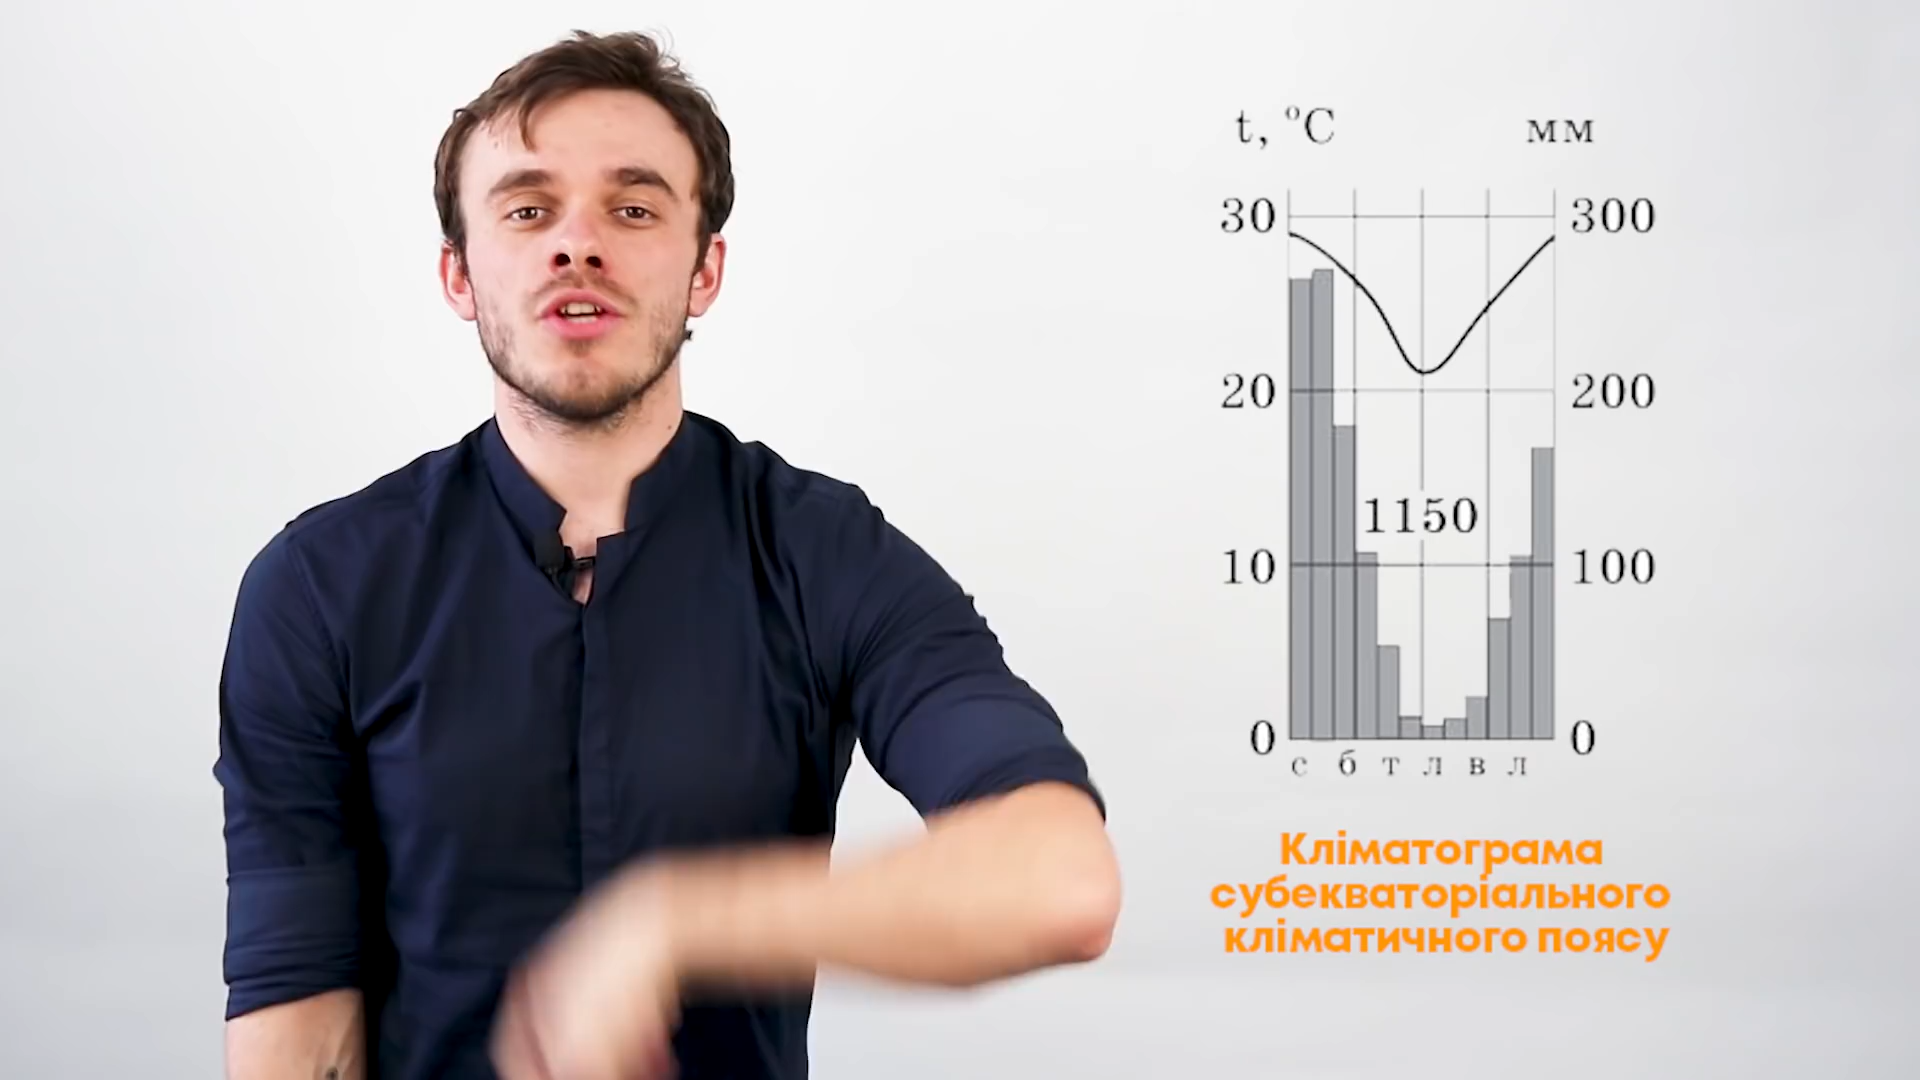 t, °C мм
30 300
20 200
1150
10 100
0 0
с б т л в л
Кліматограма
субекваторіального
кліматичного поясу